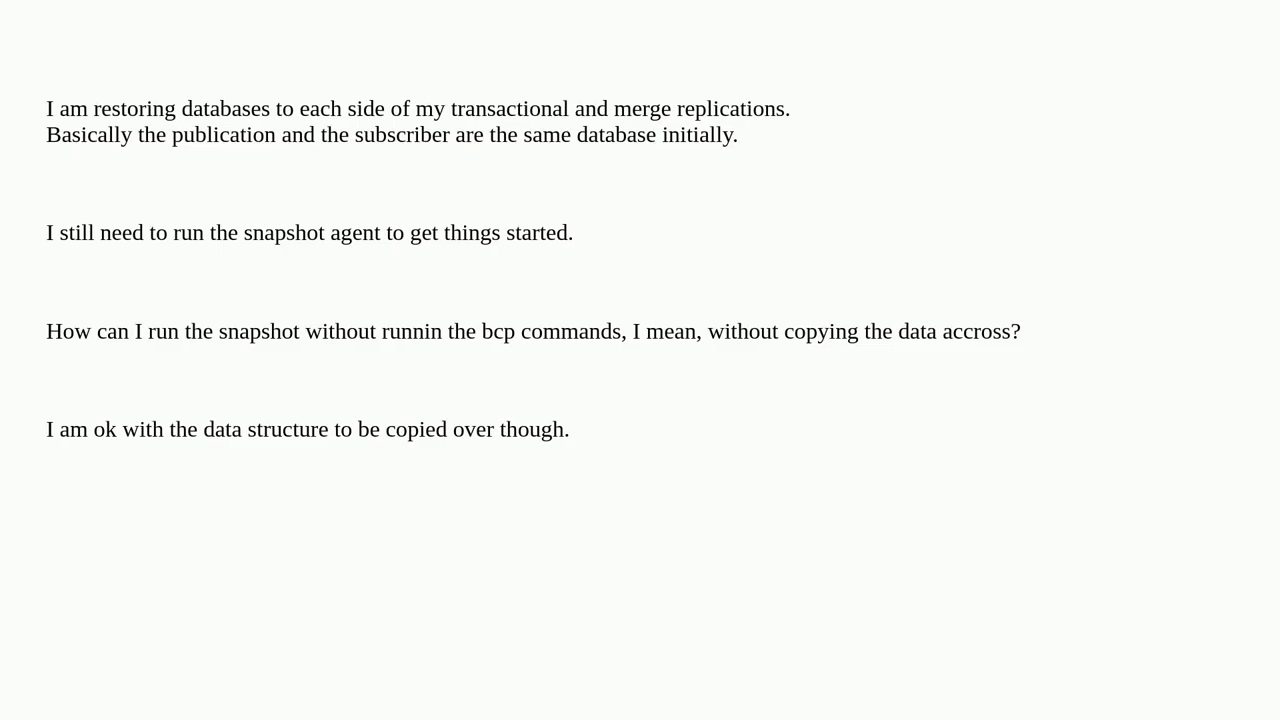 I am restoring databases to each side of my transactional and merge replications.
Basically the publication and the subscriber are the same database initially.
I still need to run the snapshot agent to get things started.
How can I run the snapshot without runnin the bcp commands, I mean, without copying the data accross?
I am ok with the data structure to be copied over though.